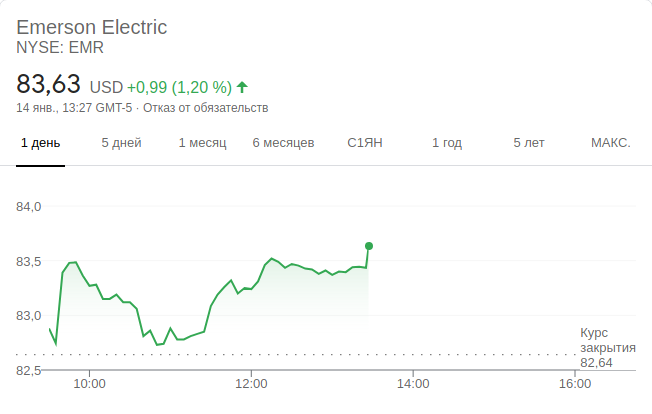 Emerson Electric
NYSE: EMR
83,63 USD +0,99 (1,20 %)
14 янв., 13:27 GMT-5 · Отказ от обязательств
1 день 5 дней 1 месяц 6 месяцев С1ЯН 1 год 5 лет МАКС.
84,0
83,5
83,0
Курс
закрытия
82,64
82,5
10:00 12:00 14:00 16:00